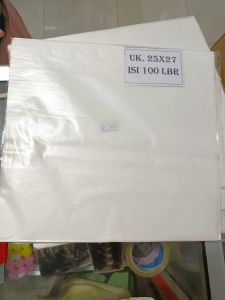 UK. 25X27
ISI 100 LBR